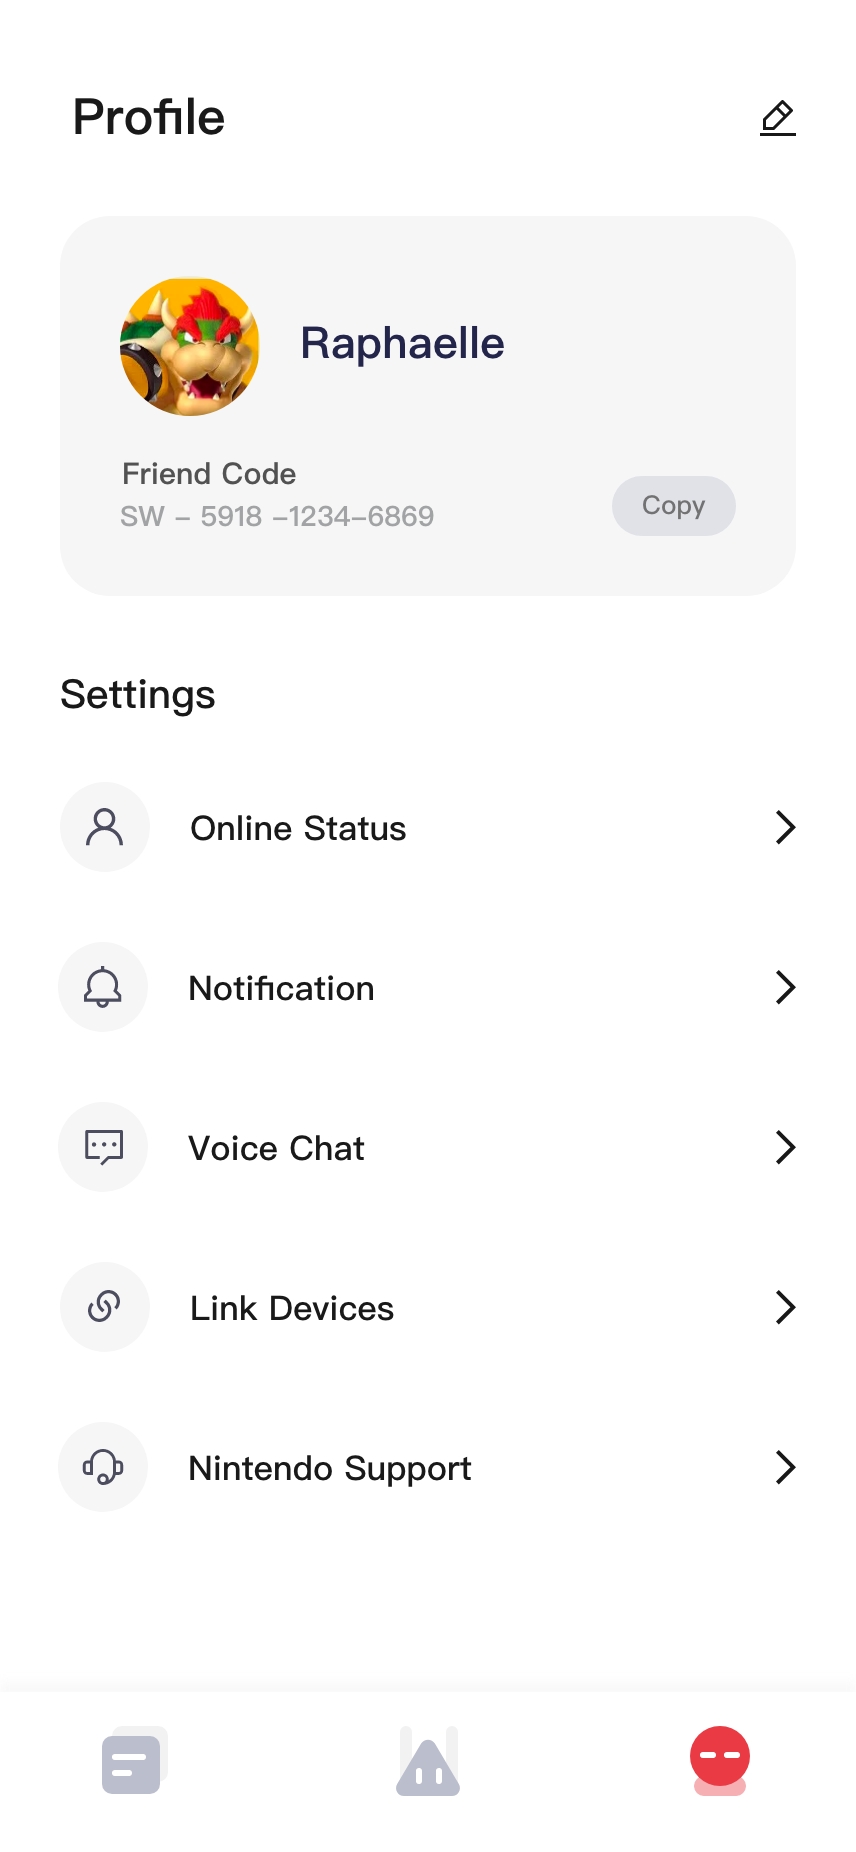 Profile
Raphaelle
Friend Code
SW – 5918 –1234–6869
Copy
Settings
Online Status
Notification
Voice Chat
Link Devices
Nintendo Support